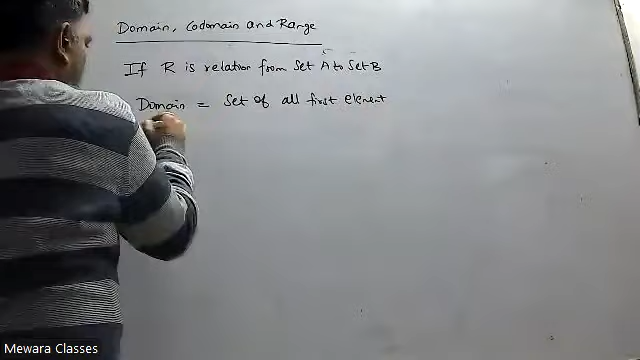 Domain, Codomain and Range
If R is relation from Set A to Set B
Domain = Set of all first element
Mewara Classes